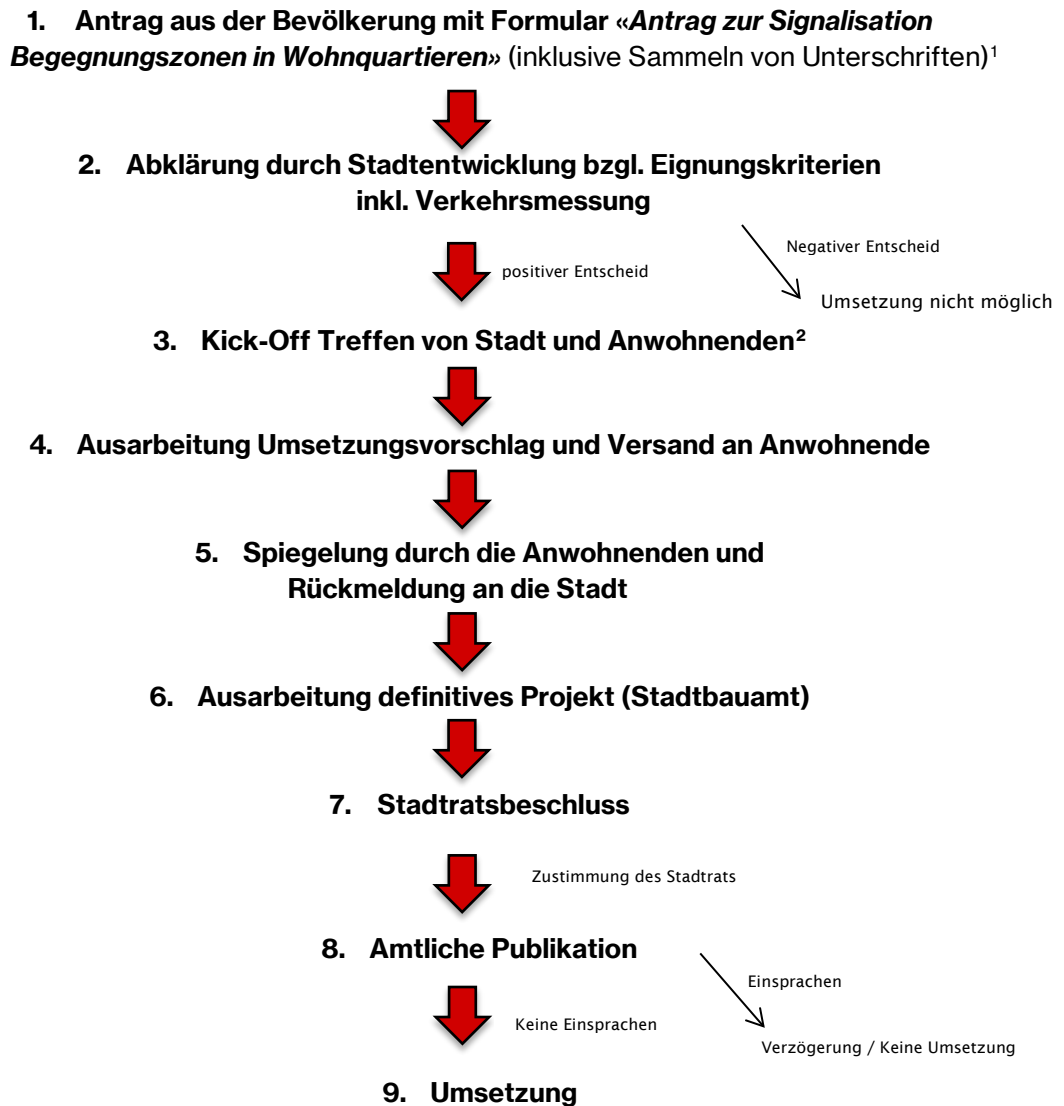 1. Antrag aus der Bevölkerung mit Formular «Antrag zur Signalisation
Begegnungszonen in Wohnquartieren» (inklusive Sammeln von Unterschriften)¹
2. Abklärung durch Stadtentwicklung bzgl. Eignungskriterien
inkl. Verkehrsmessung
Negativer Entscheid
positiver Entscheid
Umsetzung nicht möglich
3. Kick-Off Treffen von Stadt und Anwohnenden²
4. Ausarbeitung Umsetzungsvorschlag und Versand an Anwohnende
5. Spiegelung durch die Anwohnenden und
Rückmeldung an die Stadt
6. Ausarbeitung definitives Projekt (Stadtbauamt)
7. Stadtratsbeschluss
Zustimmung des Stadtrats
8. Amtliche Publikation
Einsprachen
Keine Einsprachen
Verzögerung / Keine Umsetzung
9. Umsetzung